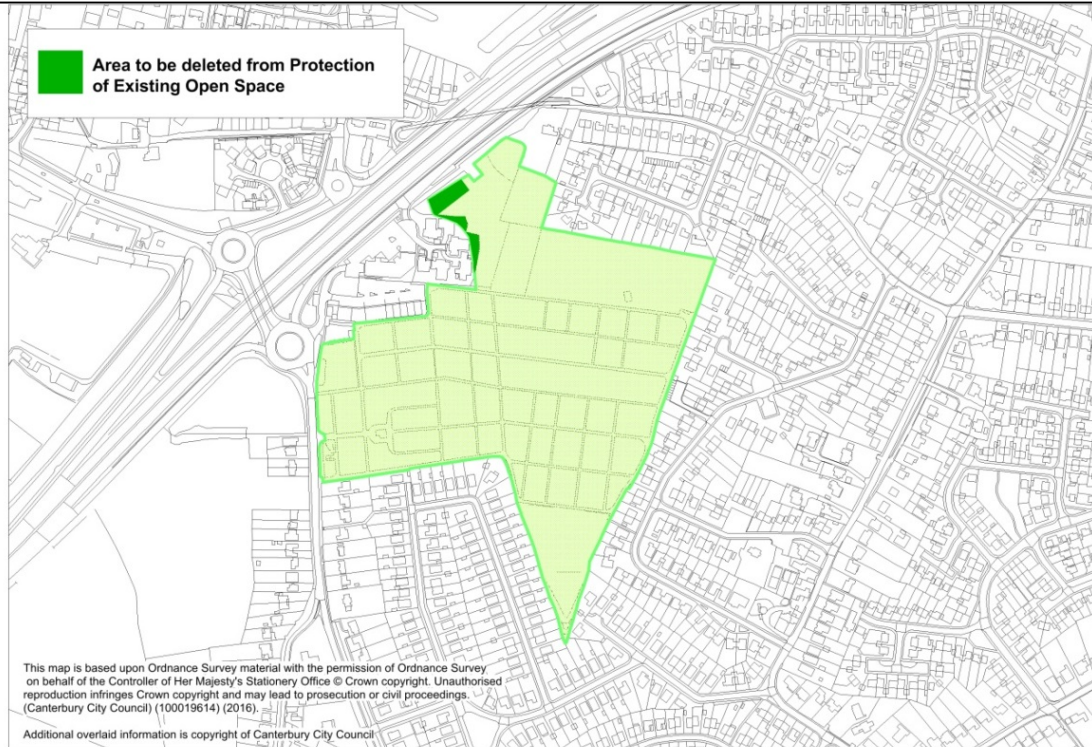 Area to be deleted from Protection
of Existing Open Space
This map is based upon Ordnance Survey material with the permission of Ordnance Survey
on behalf of the Controller of Her Majesty's Stationery Office © Crown copyright. Unauthorised
reproduction infringes Crown copyright and may lead to prosecution or civil proceedings.
(Canterbury City Council) (100019614) (2016).
Additional overlaid information is copyright of Canterbury City Council